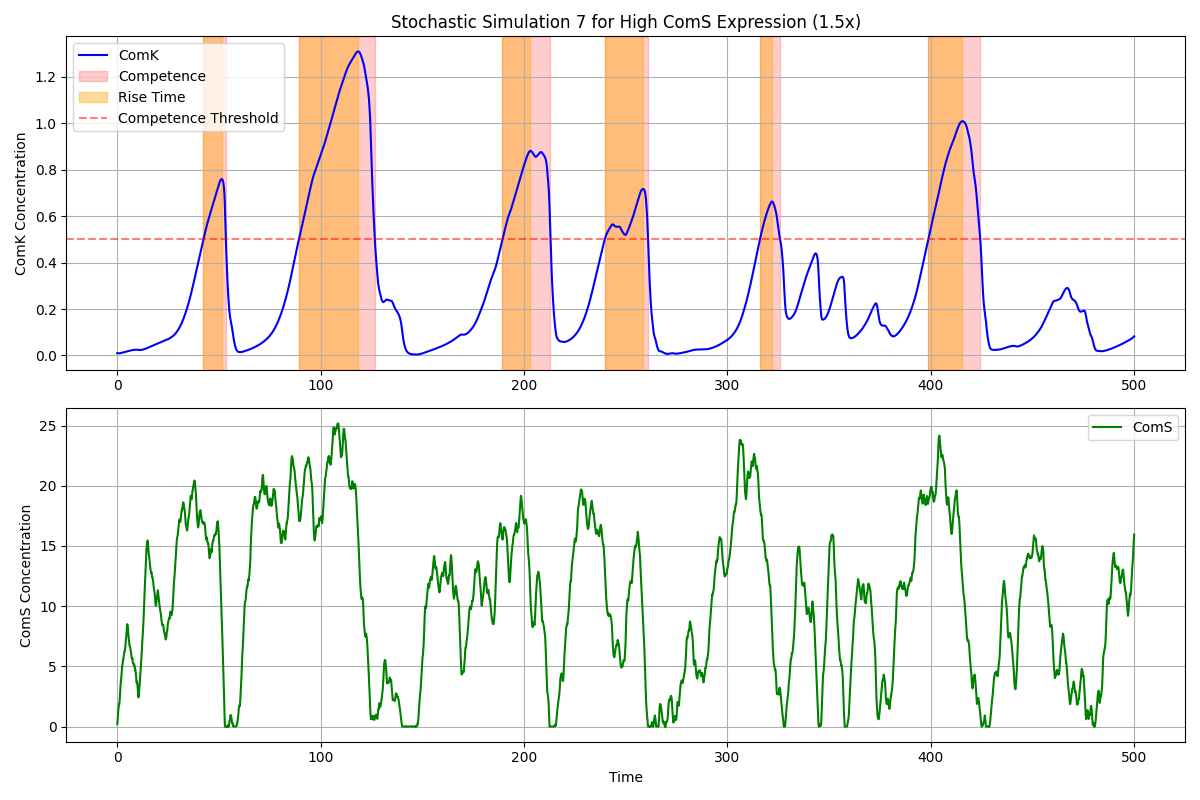 Stochastic Simulation 7 for High ComS Expression (1.5x)
ComK
Competence
Rise Time
Competence Threshold
ComK Concentration
1.2
1.0
0.8
0.6
0.4
0.2
0.0
0 100 200 300 400 500
ComS
ComS Concentration
25
20
15
10
5
0
0 100 200 300 400 500
Time